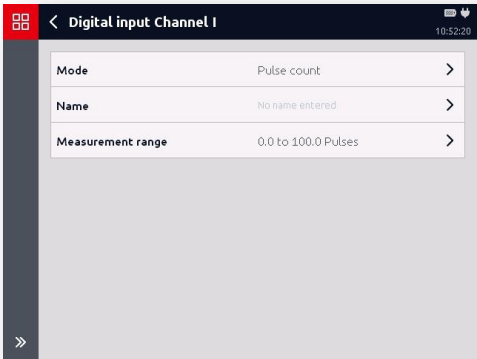 Digital input Channel I
10:52:20
Mode Pulse count
Name No name entered
Measurement range 0.0 to 100.0 Pulses